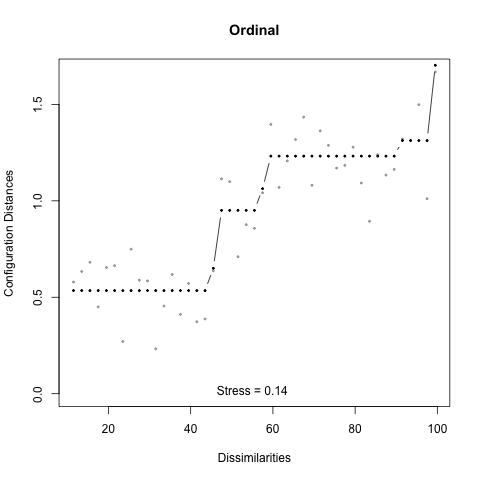 Ordinal
Configuration Distances
1.5
1.0
0.5
0.0
Stress = 0.14
20 40 60 80 100
Dissimilarities